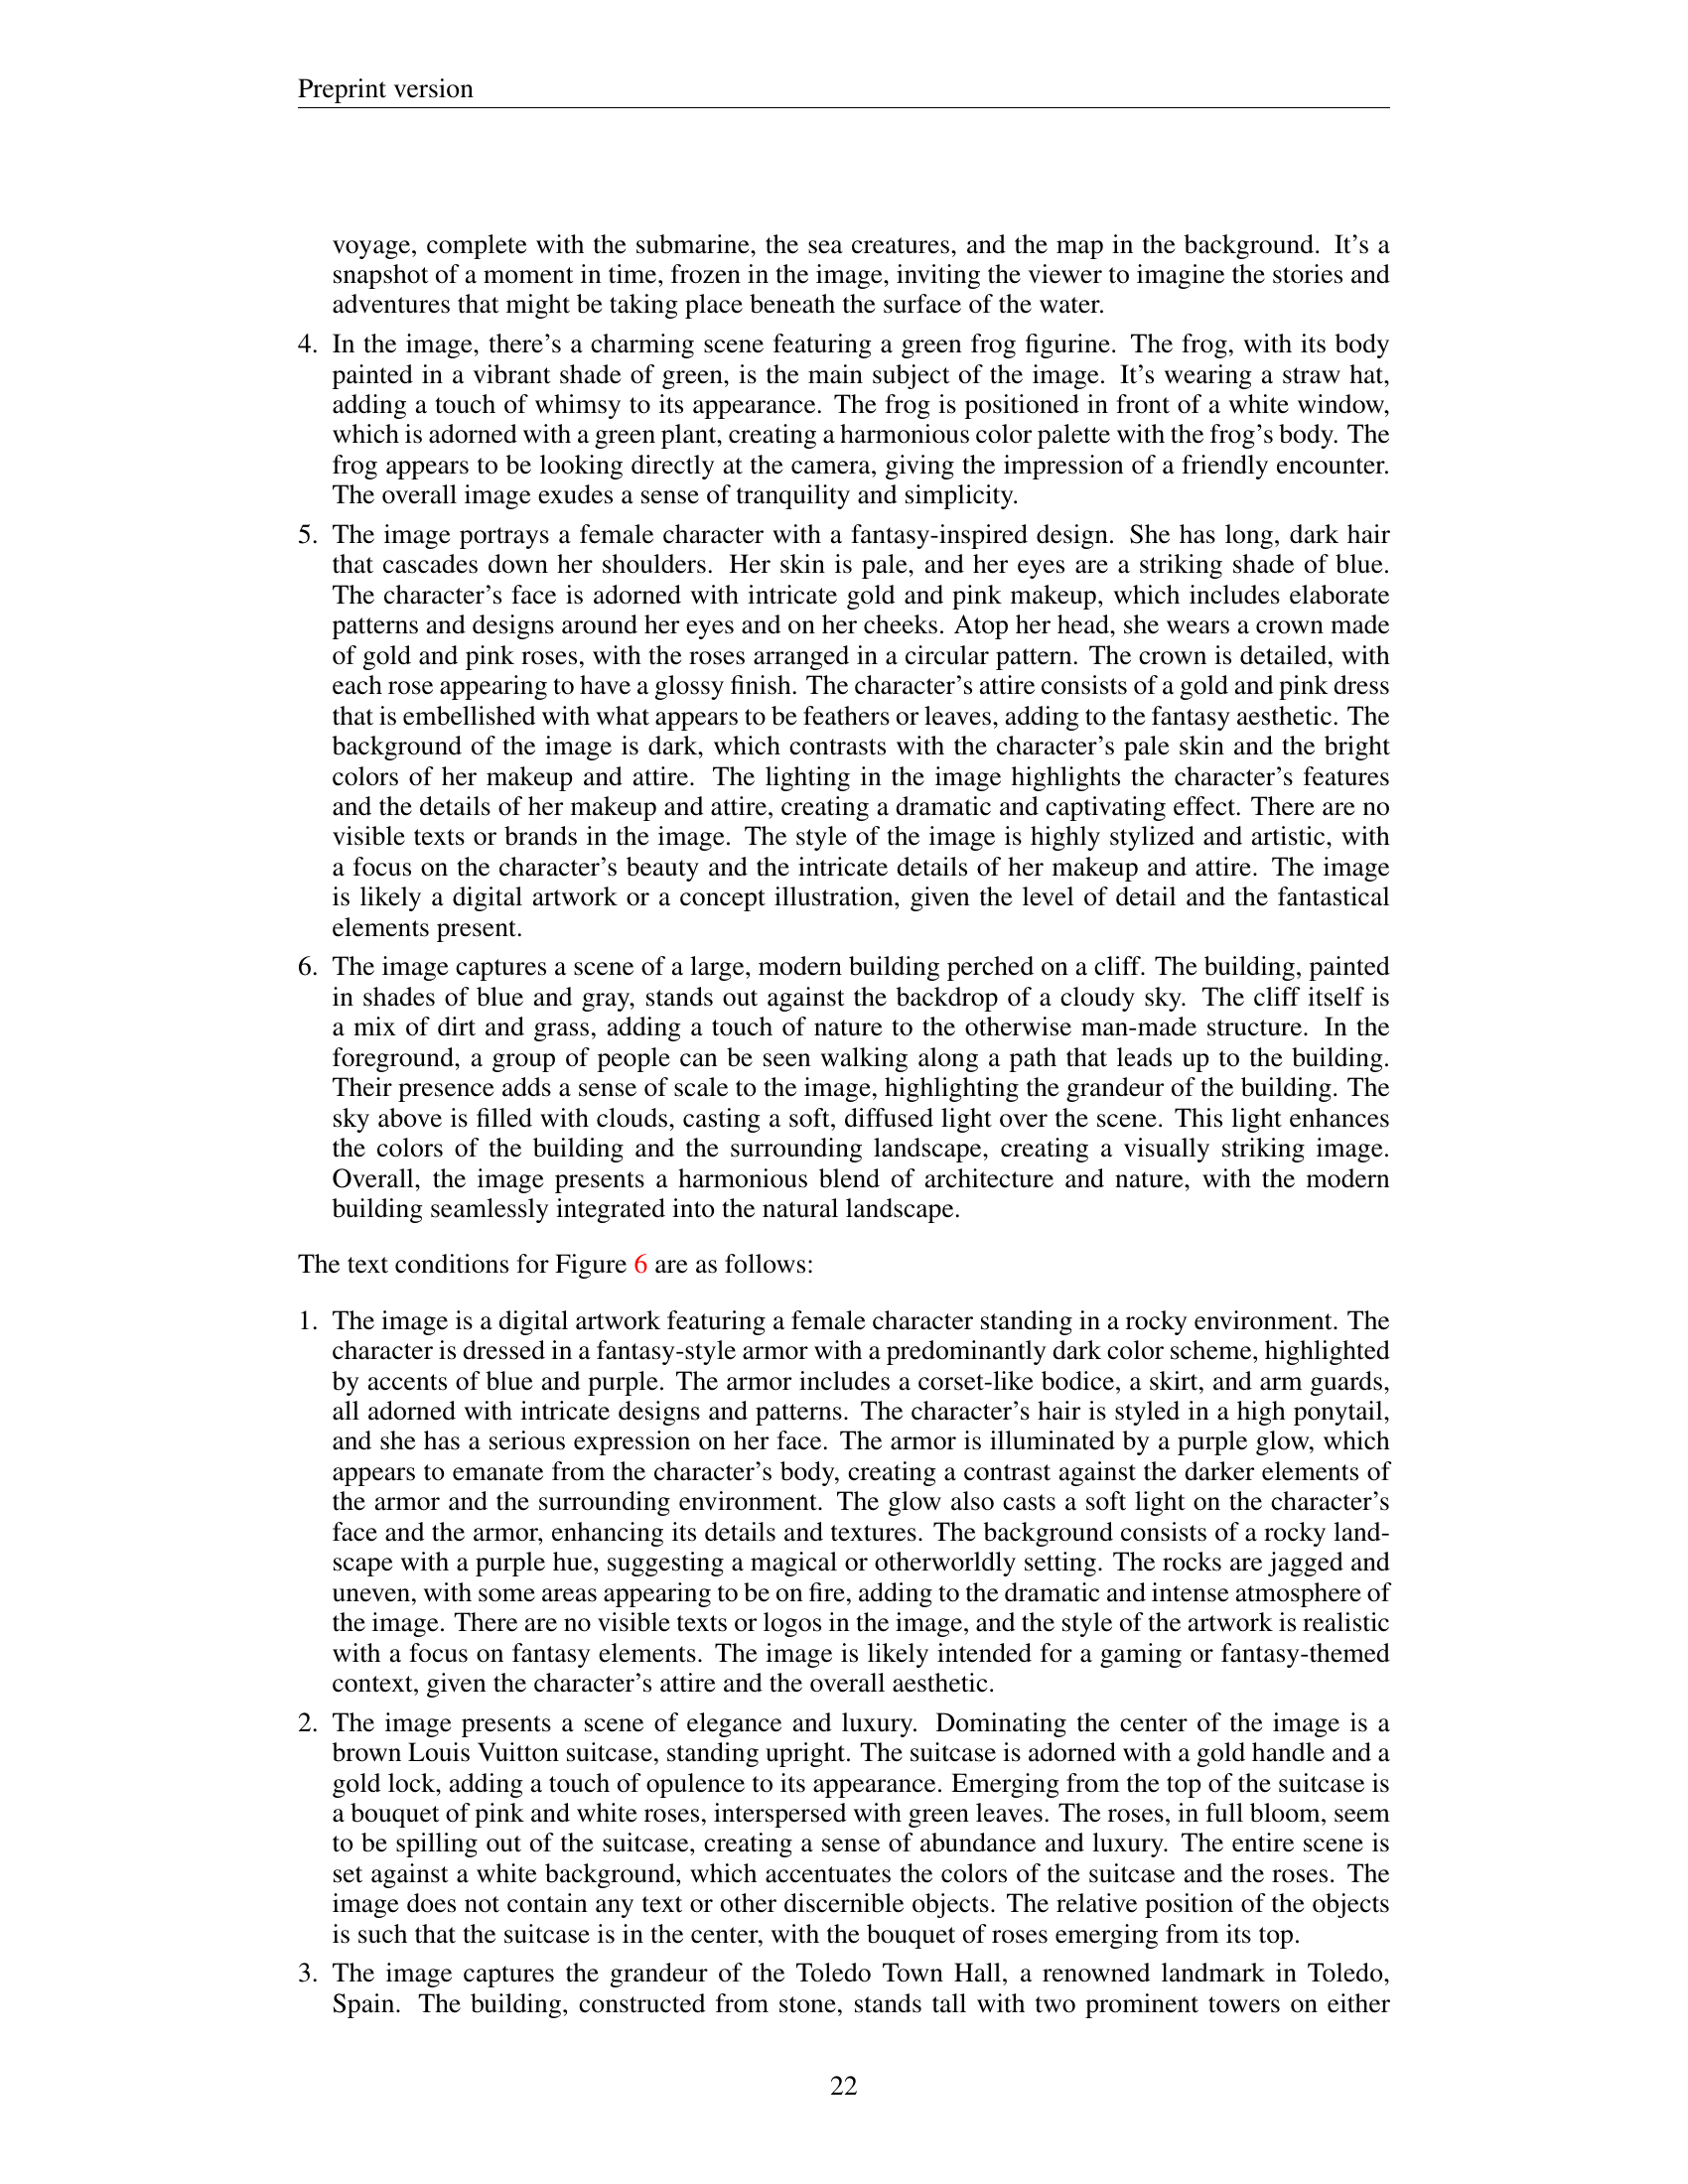 Preprint version
voyage, complete with the submarine, the sea creatures, and the map in the background. It's a
snapshot of a moment in time, frozen in the image, inviting the viewer to imagine the stories and
adventures that might be taking place beneath the surface of the water.
4. In the image, there's a charming scene featuring a green frog figurine. The frog, with its body
painted in a vibrant shade of green, is the main subject of the image. It's wearing a straw hat,
adding a touch of whimsy to its appearance. The frog is positioned in front of a white window,
which is adorned with a green plant, creating a harmonious color palette with the frog's body. The
frog appears to be looking directly at the camera, giving the impression of a friendly encounter.
The overall image exudes a sense of tranquility and simplicity.
5. The image portrays a female character with a fantasy-inspired design. She has long, dark hair
that cascades down her shoulders. Her skin is pale, and her eyes are a striking shade of blue.
The character's face is adorned with intricate gold and pink makeup, which includes elaborate
patterns and designs around her eyes and on her cheeks. Atop her head, she wears a crown made
of gold and pink roses, with the roses arranged in a circular pattern. The crown is detailed, with
each rose appearing to have a glossy finish. The character's attire consists of a gold and pink dress
that is embellished with what appears to be feathers or leaves, adding to the fantasy aesthetic. The
background of the image is dark, which contrasts with the character's pale skin and the bright
colors of her makeup and attire. The lighting in the image highlights the character's features
and the details of her makeup and attire, creating a dramatic and captivating effect. There are no
visible texts or brands in the image. The style of the image is highly stylized and artistic, with
a focus on the character's beauty and the intricate details of her makeup and attire. The image
is likely a digital artwork or a concept illustration, given the level of detail and the fantastical
elements present.
6. The image captures a scene of a large, modern building perched on a cliff. The building, painted
in shades of blue and gray, stands out against the backdrop of a cloudy sky. The cliff itself is
a mix of dirt and grass, adding a touch of nature to the otherwise man-made structure. In the
foreground, a group of people can be seen walking along a path that leads up to the building.
Their presence adds a sense of scale to the image, highlighting the grandeur of the building. The
sky above is filled with clouds, casting a soft, diffused light over the scene. This light enhances
the colors of the building and the surrounding landscape, creating a visually striking image.
Overall, the image presents a harmonious blend of architecture and nature, with the modern
building seamlessly integrated into the natural landscape.
The text conditions for Figure 6 are as follows:
1. The image is a digital artwork featuring a female character standing in a rocky environment. The
character is dressed in a fantasy-style armor with a predominantly dark color scheme, highlighted
by accents of blue and purple. The armor includes a corset-like bodice, a skirt, and arm guards,
all adorned with intricate designs and patterns. The character's hair is styled in a high ponytail,
and she has a serious expression on her face. The armor is illuminated by a purple glow, which
appears to emanate from the character's body, creating a contrast against the darker elements of
the armor and the surrounding environment. The glow also casts a soft light on the character's
face and the armor, enhancing its details and textures. The background consists of a rocky land-
scape with a purple hue, suggesting a magical or otherworldly setting. The rocks are jagged and
uneven, with some areas appearing to be on fire, adding to the dramatic and intense atmosphere of
the image. There are no visible texts or logos in the image, and the style of the artwork is realistic
with a focus on fantasy elements. The image is likely intended for a gaming or fantasy-themed
context, given the character's attire and the overall aesthetic.
2. The image presents a scene of elegance and luxury. Dominating the center of the image is a
brown Louis Vuitton suitcase, standing upright. The suitcase is adorned with a gold handle and a
gold lock, adding a touch of opulence to its appearance. Emerging from the top of the suitcase is
a bouquet of pink and white roses, interspersed with green leaves. The roses, in full bloom, seem
to be spilling out of the suitcase, creating a sense of abundance and luxury. The entire scene is
set against a white background, which accentuates the colors of the suitcase and the roses. The
image does not contain any text or other discernible objects. The relative position of the objects
is such that the suitcase is in the center, with the bouquet of roses emerging from its top.
3. The image captures the grandeur of the Toledo Town Hall, a renowned landmark in Toledo,
Spain. The building, constructed from stone, stands tall with two prominent towers on either
22